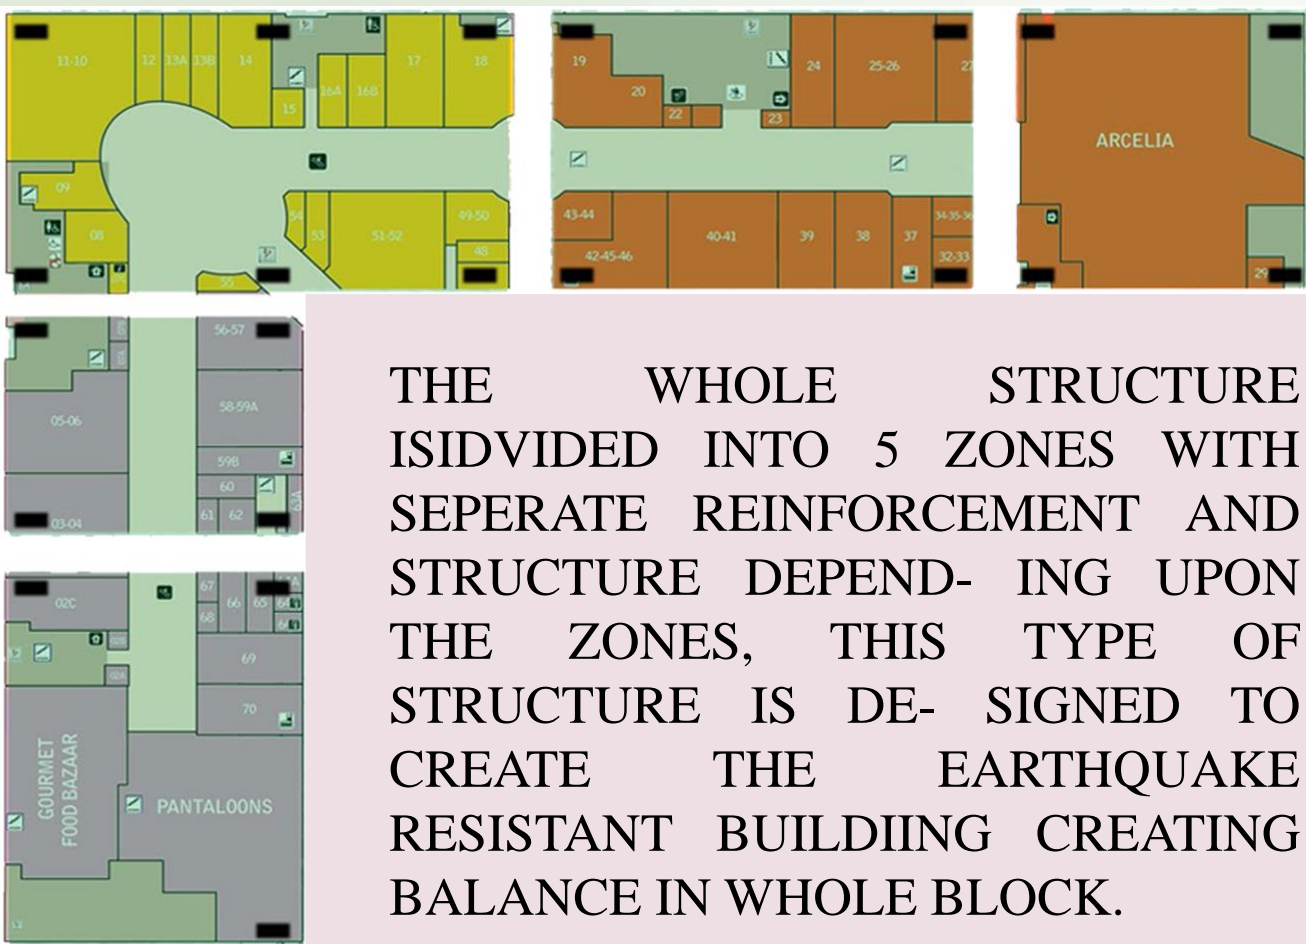 11-10
12
13A
13B
14
15
16A
16B
17
18
09
08
54
53
51-52
49-50
48
55
19
20
22
23
24
25-26
27
43-44
42-45-46
40-41
39
38
37
34-35-36
32-33
ARCELIA
29
56-57
07B
07A
05-06
58-59A
59B
60
61
62
63A
03-04
02C
67
66
65
68
02B
02A
69
70
GOURMET
FOOD BAZAAR
PANTALOONS
THE WHOLE STRUCTURE
ISIDVIDED INTO 5 ZONES WITH
SEPERATE REINFORCEMENT AND
STRUCTURE DEPEND- ING UPON
THE ZONES, THIS TYPE OF
STRUCTURE IS DE- SIGNED TO
CREATE THE EARTHQUAKE
RESISTANT BUILDIING CREATING
BALANCE IN WHOLE BLOCK.